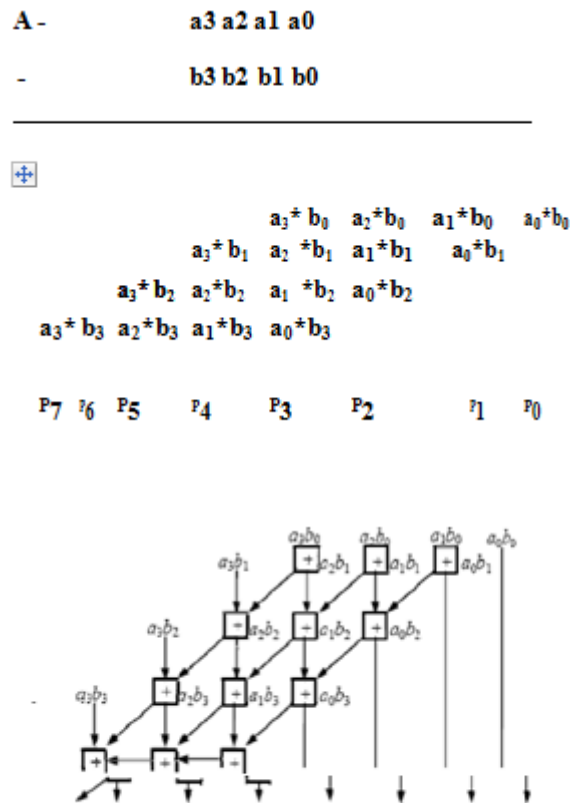 A - a3 a2 a1 a0
- b3 b2 b1 b0
a₃* b₀ a₂*b₀ a₁*b₀ a₀*b₀
a₃* b₁ a₂ *b₁ a₁*b₁ a₀*b₁
a₃* b₂ a₂*b₂ a₁ *b₂ a₀*b₂
a₃* b₃ a₂*b₃ a₁*b₃ a₀*b₃
P7 P6 P5 P4 P3 P2 P1 P0
a₃b₀ a₂b₀ a₁b₀ a₀b₀
a₃b₁ + a₂b₁ + a₁b₁ + a₀b₁
a₃b₂ + a₂b₂ + a₁b₂ + a₀b₂
- a₃b₃ + a₂b₃ + a₁b₃ + a₀b₃
+ + +